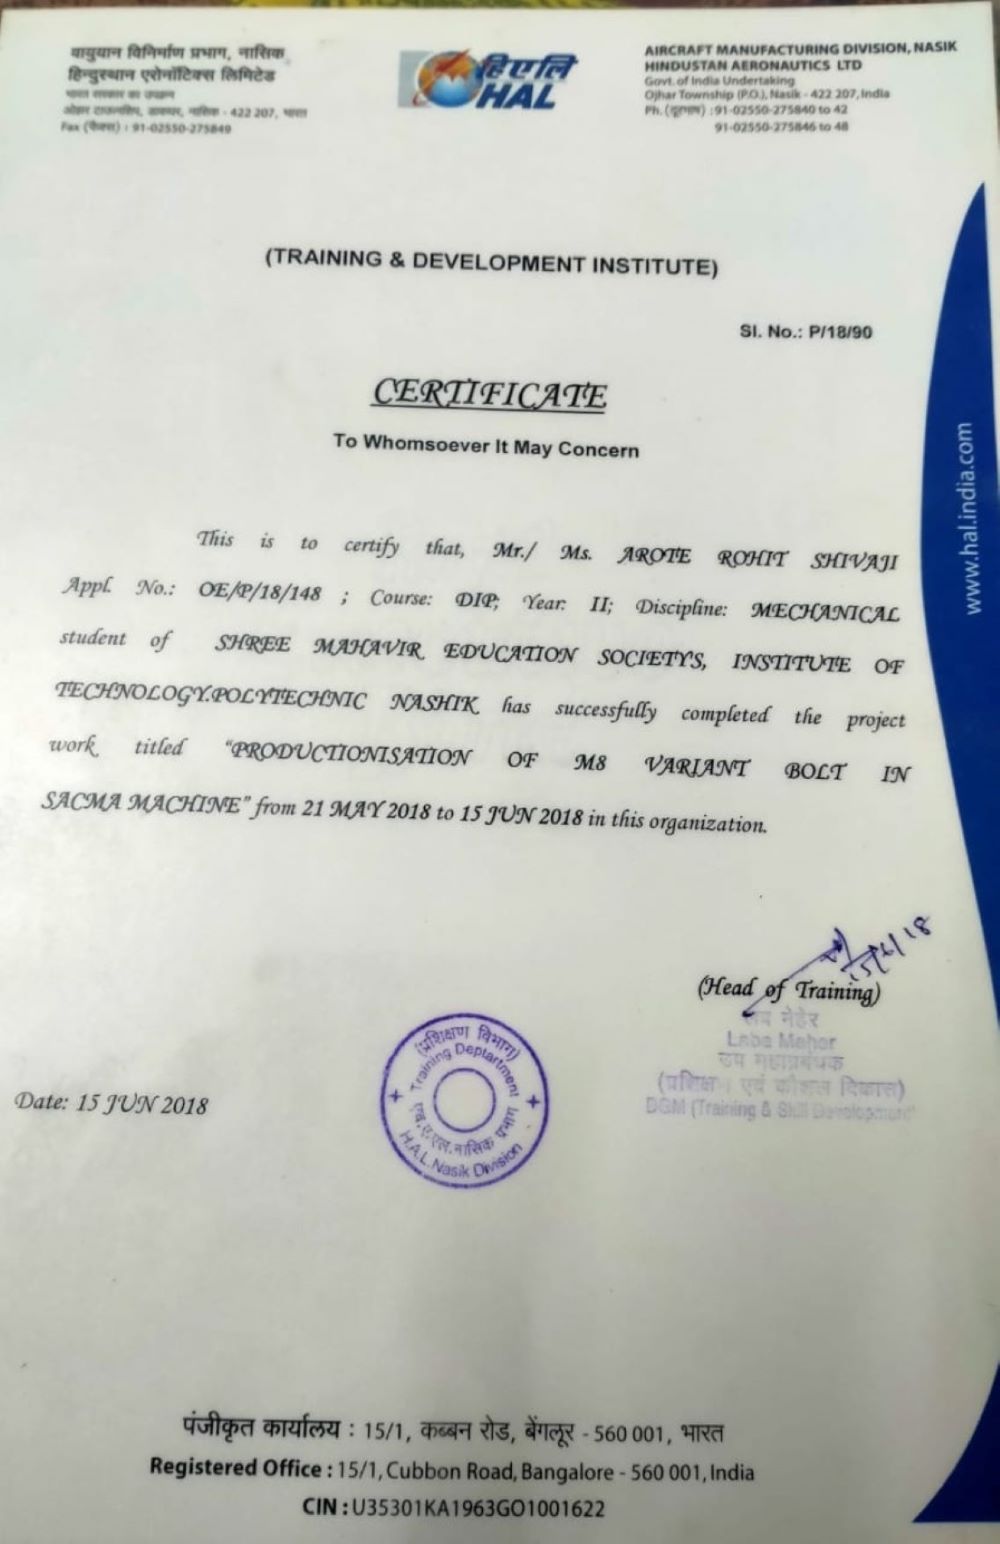 वायुयान विनिर्माण प्रभाग, नासिक
हिन्दुस्थान एरोनॉटिक्स लिमिटेड
भारत सरकार का उपक्रम
ओझर टाऊनशिप, डाकघर, नासिक - 422 207, भारत
Fax (फैक्स) : 91-02550-275849
हिएलि
HAL
AIRCRAFT MANUFACTURING DIVISION, NASIK
HINDUSTAN AERONAUTICS LTD
Govt. of India Undertaking
Ojhar Township (P.O.), Nasik - 422 207, India
Ph. (दूरभाष) : 91-02550-275840 to 42
91-02550-275846 to 48
(TRAINING & DEVELOPMENT INSTITUTE)
Sl. No.: P/18/90
CERTIFICATE
To Whomsoever It May Concern
This is to certify that, Mr./ Ms. AROTE ROHIT SHIVAJI
Appl. No.: OE/P/18/148 ; Course: DIP; Year: II; Discipline: MECHANICAL
student of SHREE MAHAVIR EDUCATION SOCIETYS, INSTITUTE OF
TECHNOLOGY.POLYTECHNIC NASHIK has successfully completed the project
work titled "PRODUCTIONISATION OF M8 VARIANT BOLT IN
SACMA MACHINE" from 21 MAY 2018 to 15 JUN 2018 in this organization.
15/6/18
(Head of Training)
मेहेर
Laba Meher
उप महाप्रबंधक
(प्रशिक्षण एवं कौशल विकास)
DGM (Training & Skill Development)
(प्रशिक्षण विभाग)
Training Deptartment
एच.ए.एल.नासिक प्रभाग
H.A.L.Nasik Division
Date: 15 JUN 2018
www.hal.india.com
पंजीकृत कार्यालय : 15/1, कब्बन रोड, बेंगलूर - 560 001, भारत
Registered Office : 15/1, Cubbon Road, Bangalore - 560 001, India
CIN : U35301KA1963GO1001622